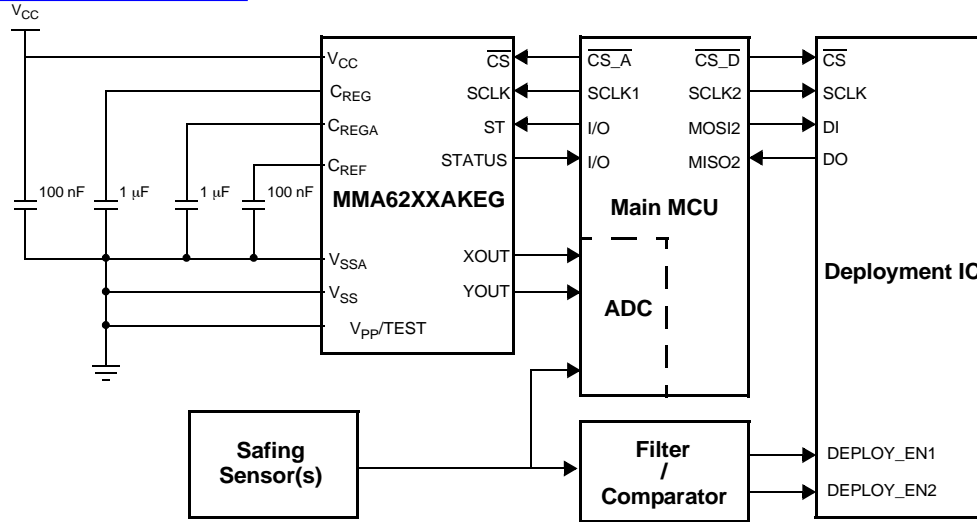 VCC
VCC
CREG
CREGA
CREF
100 nF
1 μF
1 μF
100 nF
VSSA
VSS
VPP/TEST
CS
SCLK
ST
STATUS
MMA62XXAKEG
XOUT
YOUT
CS_A
SCLK1
I/O
I/O
CS_D
SCLK2
MOSI2
MISO2
Main MCU
ADC
CS
SCLK
DI
DO
Deployment IC
DEPLOY_EN1
DEPLOY_EN2
Safing
Sensor(s)
Filter
/
Comparator